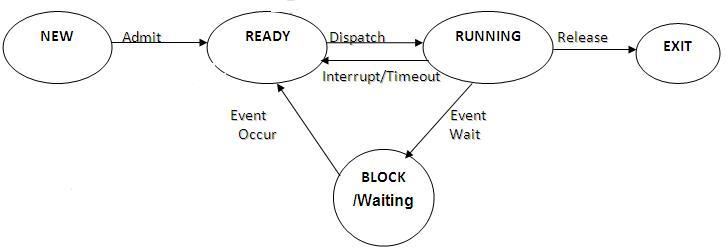 NEW
Admit
READY
Dispatch
RUNNING
Release
EXIT
Interrupt/Timeout
Event
Occur
Event
Wait
BLOCK
/Waiting